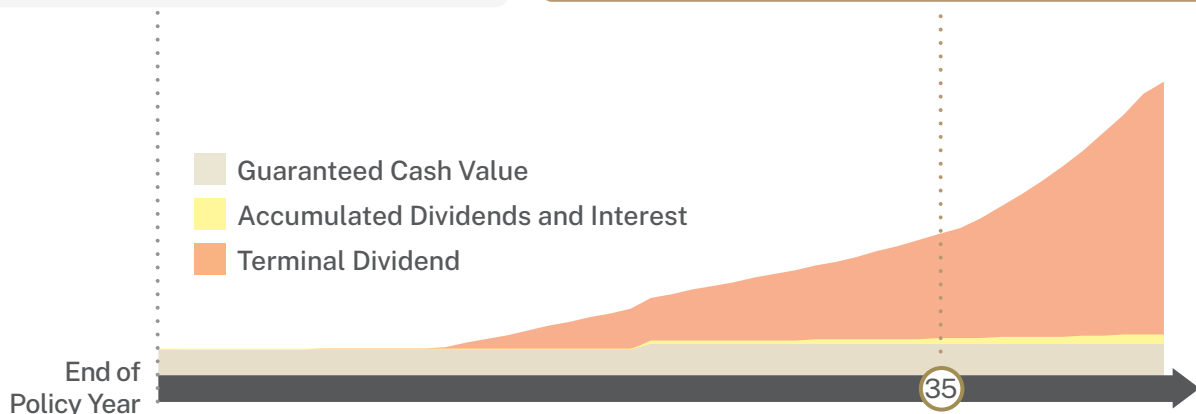 Guaranteed Cash Value
Accumulated Dividends and Interest
Terminal Dividend
End of
Policy Year
35